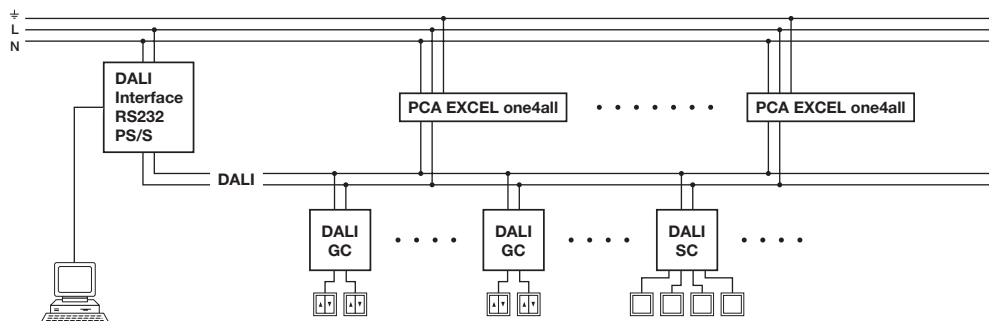 L
N
DALI
Interface
RS232
PS/S
PCA EXCEL one4all
PCA EXCEL one4all
DALI
DALI
GC
DALI
GC
DALI
SC